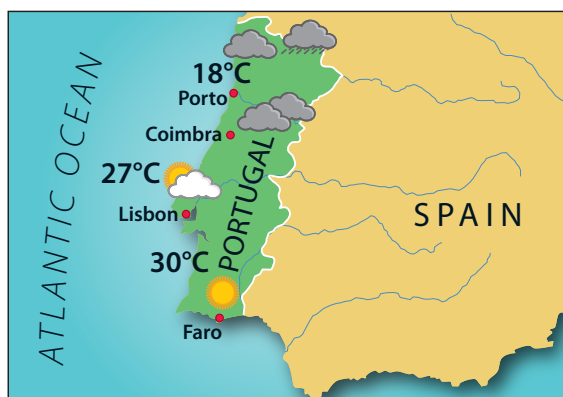 18°C
Porto
Coimbra
ATLANTIC OCEAN
27°C
PORTUGAL
SPAIN
Lisbon
30°C
Faro